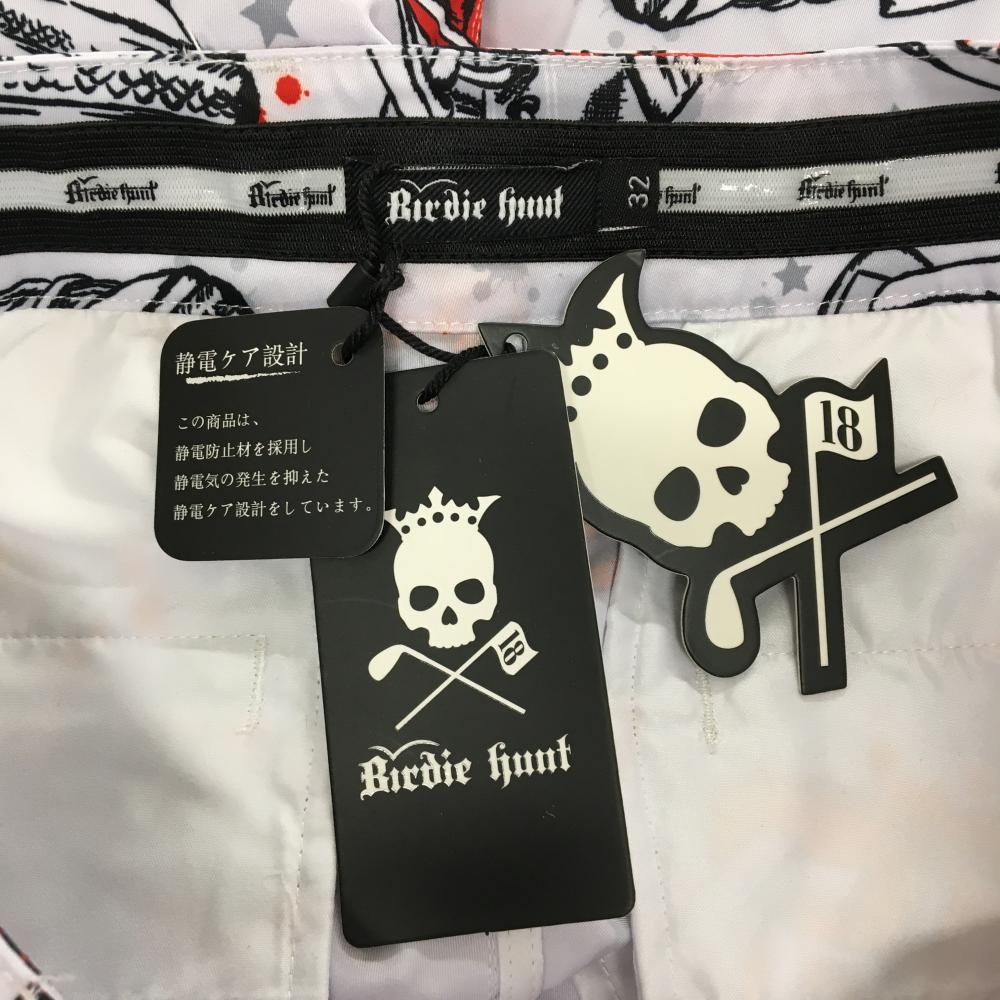 Birdie hunt
Birdie hunt
Birdie hunt
32
hunt
Birdie hunt
静電ケア設計
この商品は、
静電防止材を採用し
静電気の発生を抑えた
静電ケア設計をしています。
18
18
Birdie hunt